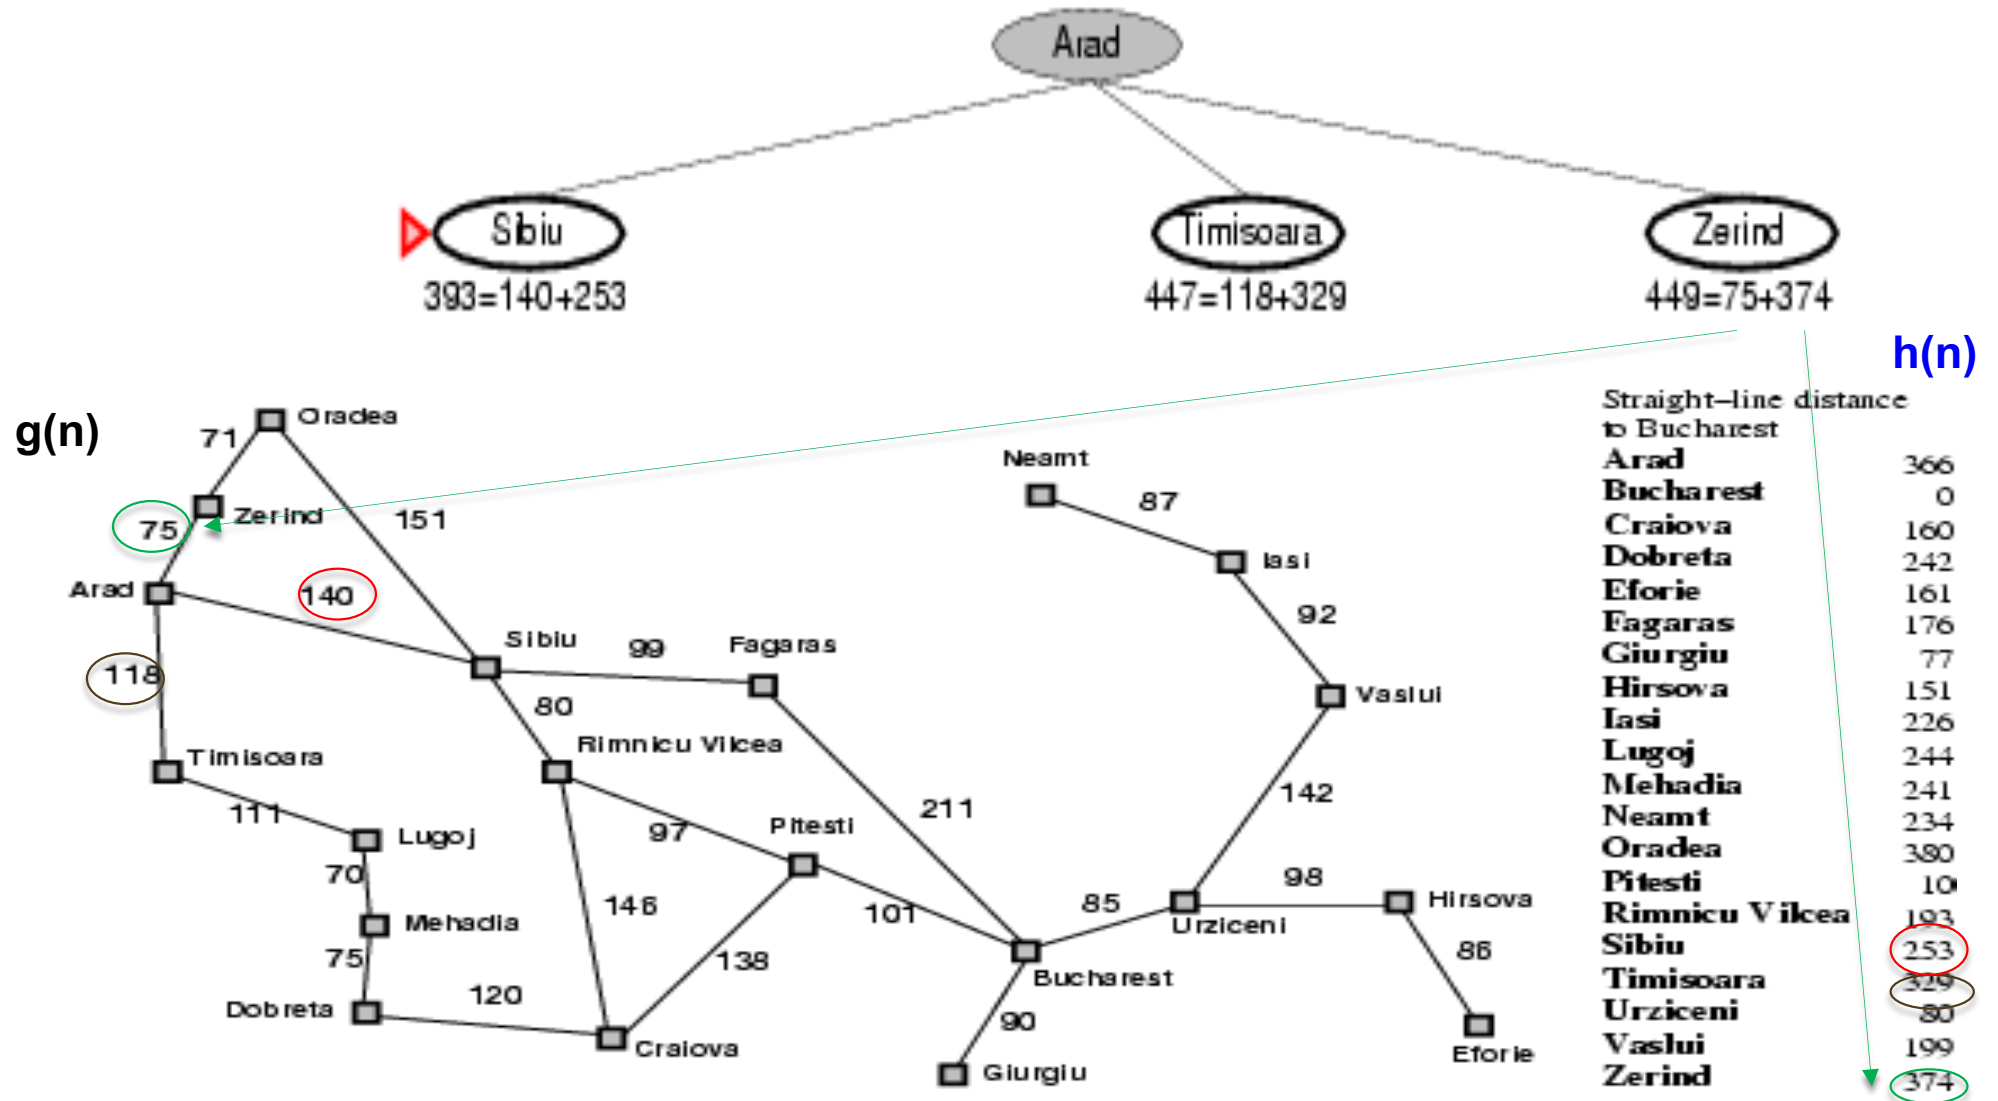 Arad
Sibiu
Timisoara
Zerind
393=140+253
447=118+329
449=75+374
h(n)
g(n)
Straight–line distance
to Bucharest
Arad 366
Bucharest 0
Craiova 160
Dobreta 242
Eforie 161
Fagaras 176
Giurgiu 77
Hirsova 151
Iasi 226
Lugoj 244
Mehadia 241
Neamt 234
Oradea 380
Pitesti 10
Rimnicu Vilcea 193
Sibiu 253
Timisoara 329
Urziceni 80
Vaslui 199
Zerind 374
Oradea
71
Neamt
87
Zerind
151
75
Iasi
Arad
140
92
Sibiu
99
Fagaras
118
Vaslui
80
Rimnicu Vilcea
Timisoara
142
111
211
97
Pitesti
Lugoj
70
98
Hirsova
146
101
85
Urziceni
Mehadia
75
138
86
Bucharest
120
Dobreta
90
Craiova
Eforie
Giurgiu